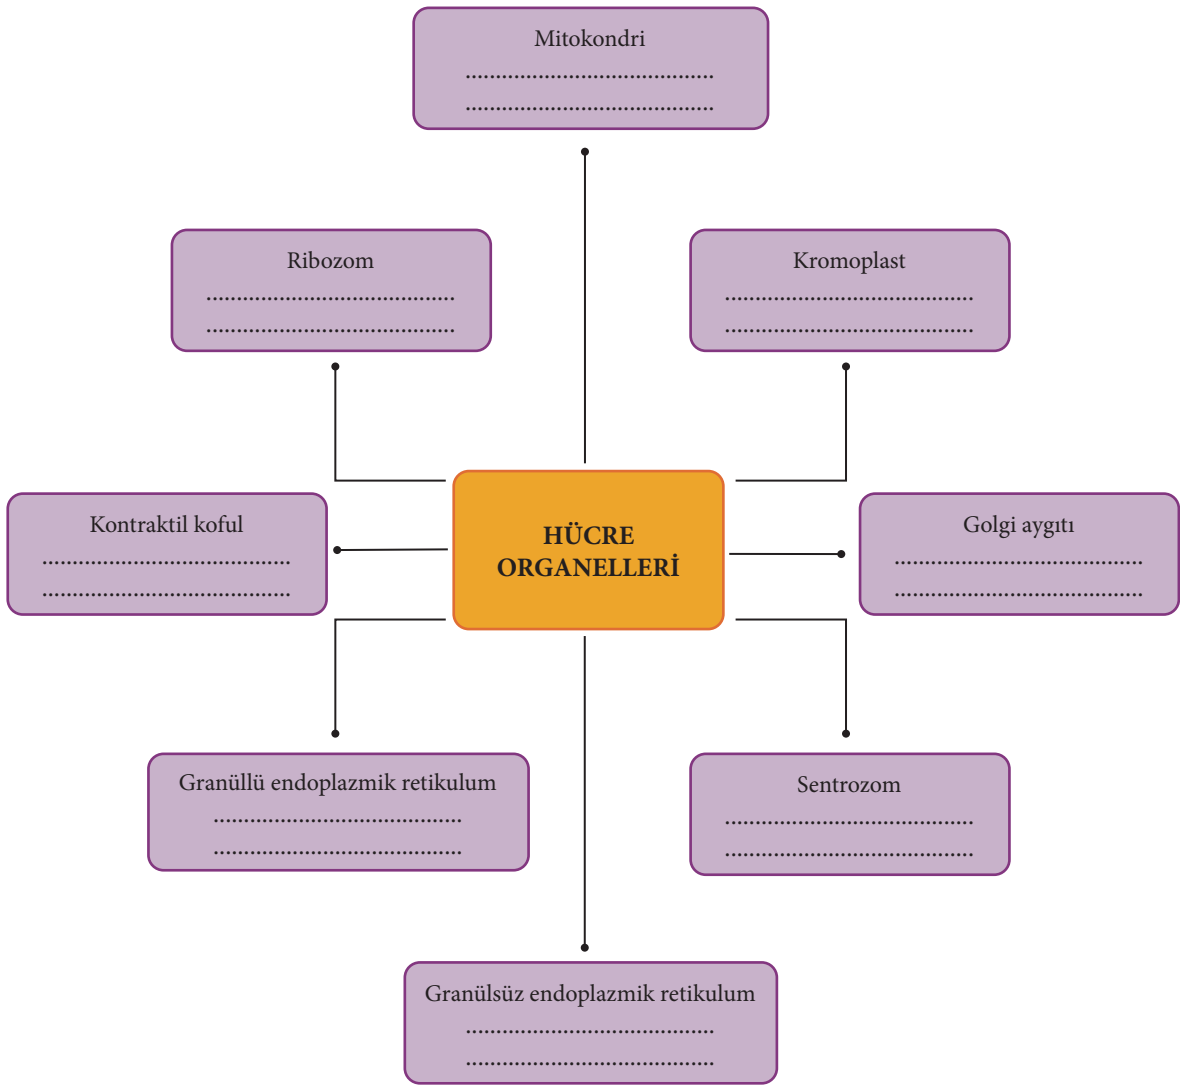 Mitokondri
........................................
........................................
Ribozom
........................................
........................................
Kromoplast
........................................
........................................
Kontraktil koful
........................................
........................................
HÜCRE
ORGANELLERİ
Golgi aygıtı
........................................
........................................
Granüllü endoplazmik retikulum
........................................
........................................
Sentrozom
........................................
........................................
Granülsüz endoplazmik retikulum
........................................
........................................